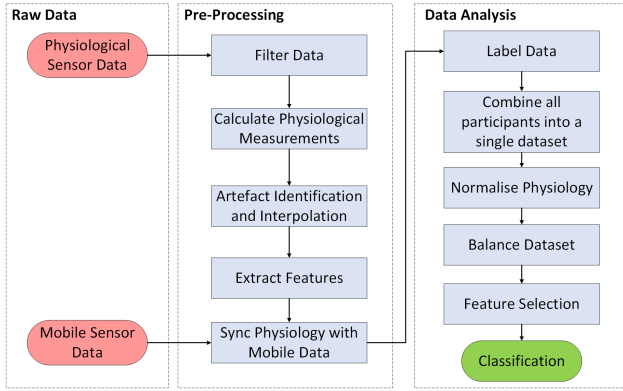 Raw Data
Physiological
Sensor Data
Mobile Sensor
Data
Pre-Processing
Filter Data
Calculate Physiological
Measurements
Artefact Identification
and Interpolation
Extract Features
Sync Physiology with
Mobile Data
Data Analysis
Label Data
Combine all
participants into a
single dataset
Normalise Physiology
Balance Dataset
Feature Selection
Classification